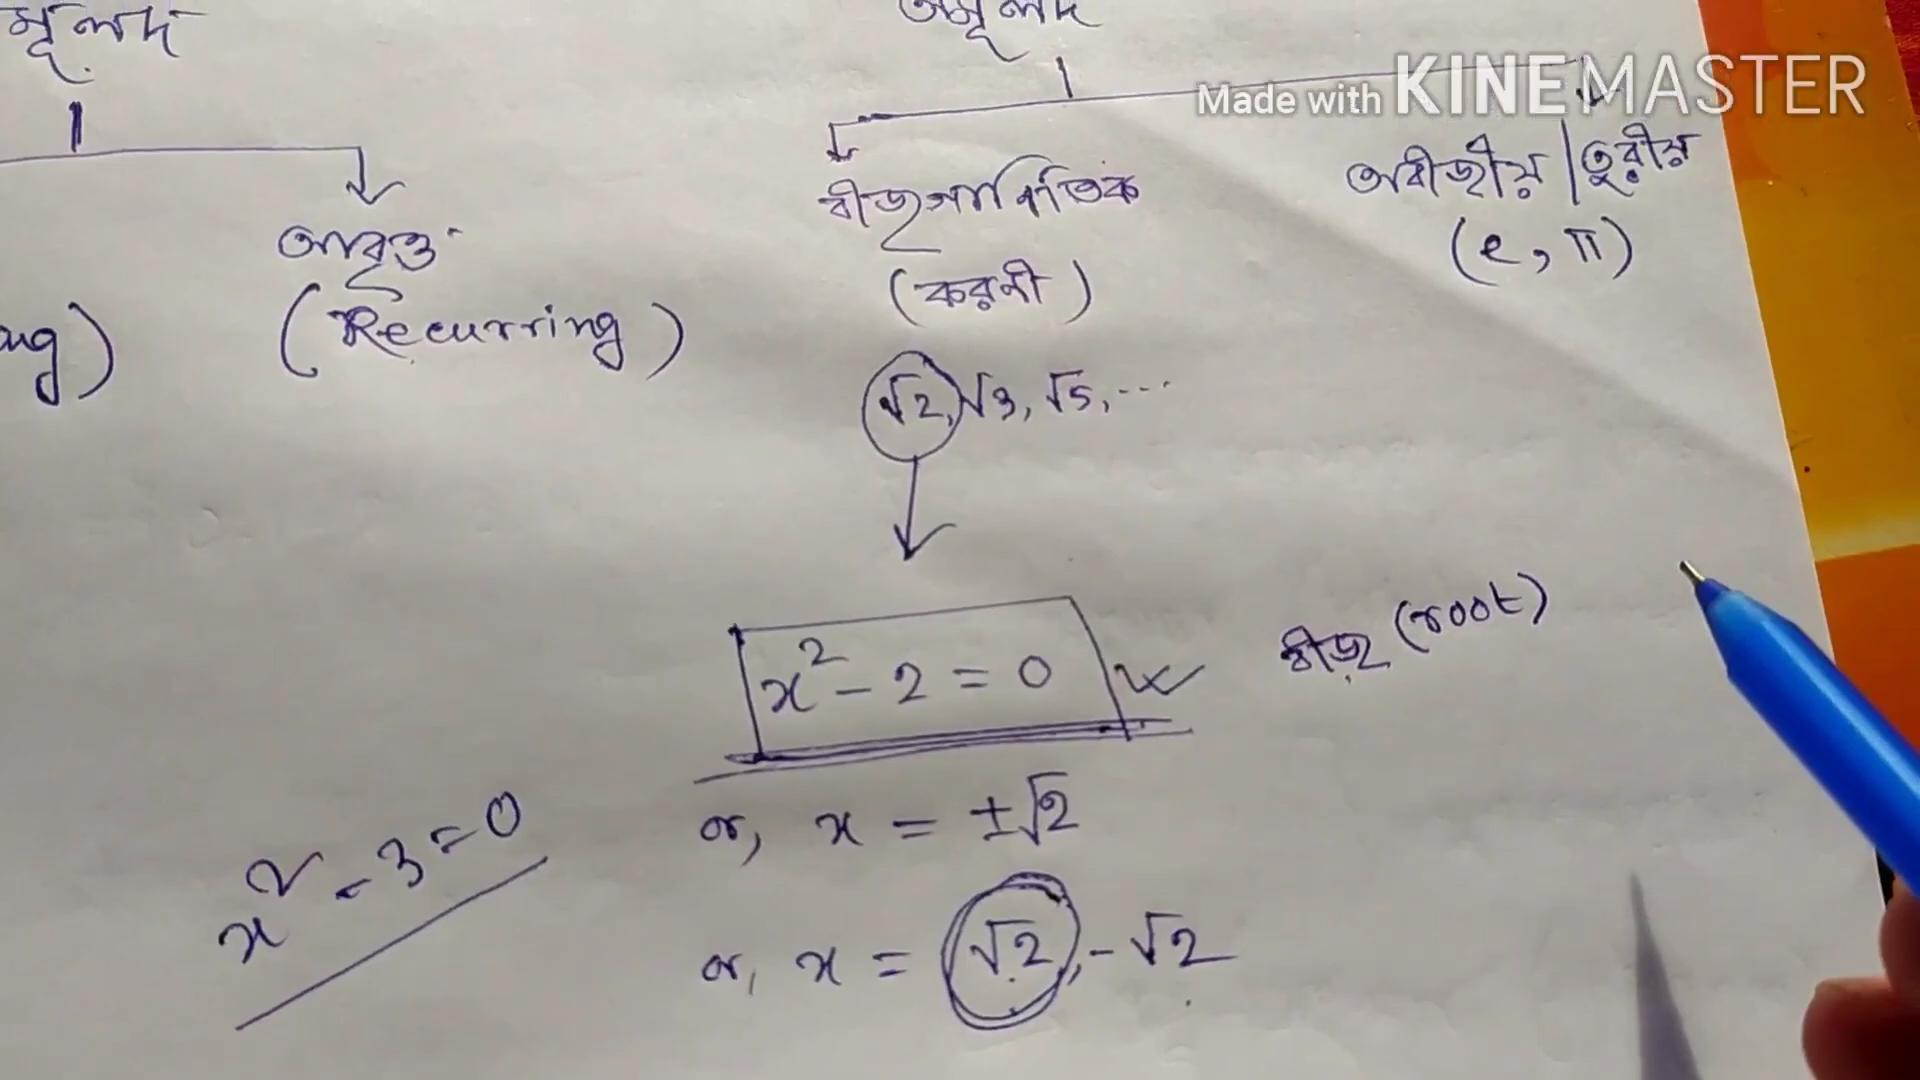 মূলদ
অমূলদ
Made with KINEMASTER
আবৃত্ত
(Recurring)
বীজগাণিতিক
(করণী)
√2, √3, √5, ...
অবীজীয় | তুরীয়
(e, π)
x² - 2 = 0
বীজ (root)
or, x = ±√2
or, x = √2, -√2
x² - 3 = 0